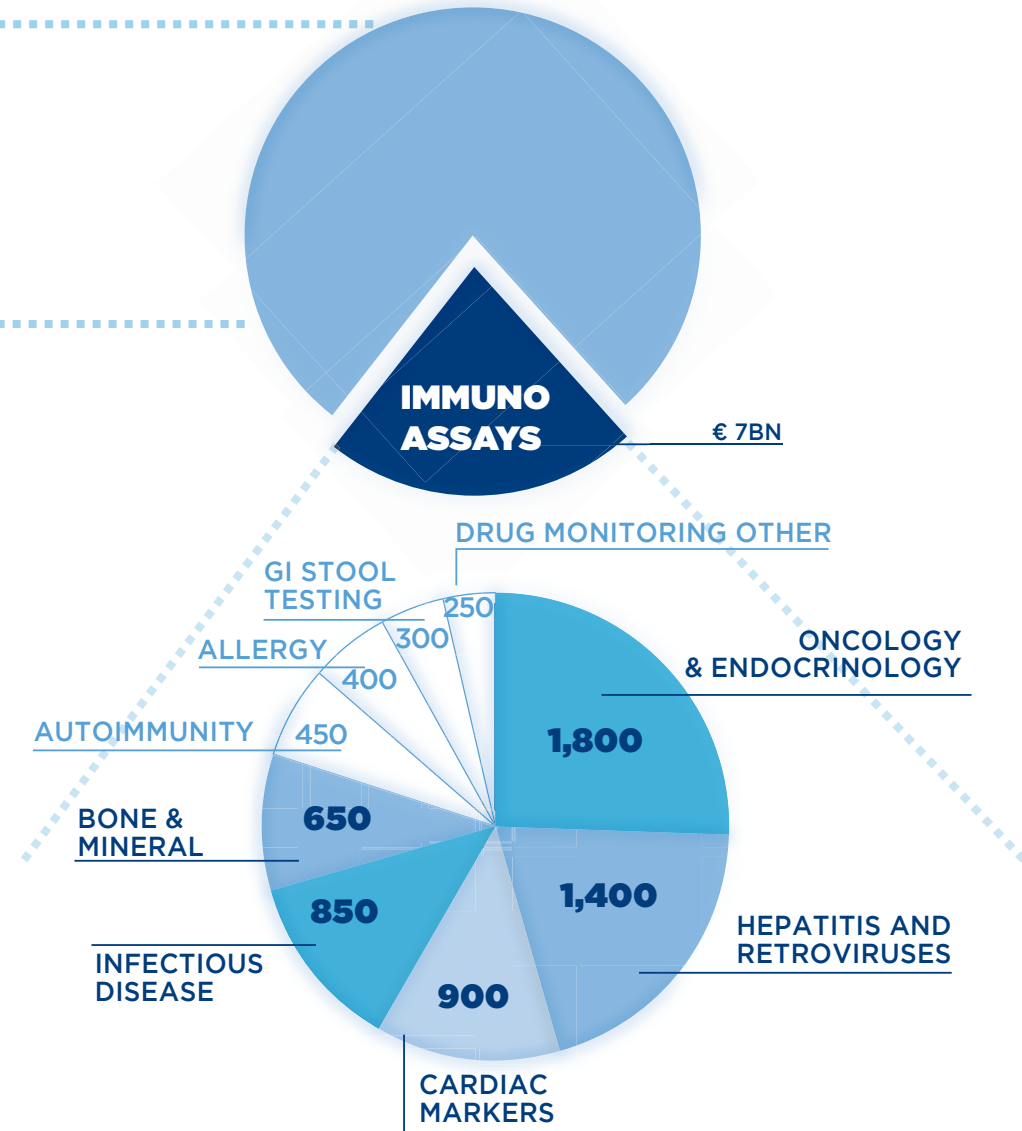 IMMUNO
ASSAYS
€ 7BN
DRUG MONITORING OTHER
GI STOOL
TESTING
250
300
ALLERGY
400
ONCOLOGY
& ENDOCRINOLOGY
AUTOIMMUNITY
450
1,800
BONE &
MINERAL
650
1,400
850
HEPATITIS AND
RETROVIRUSES
INFECTIOUS
DISEASE
900
CARDIAC
MARKERS